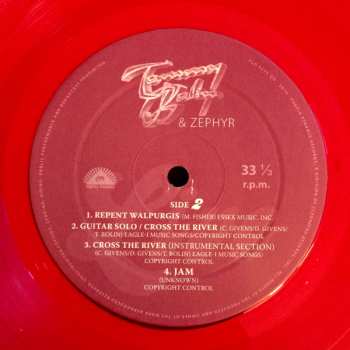 Tommy
Bolin
& ZEPHYR
33 ⅓
r.p.m.
SIDE 2
1. REPENT WALPURGIS (M. FISHER) ESSEX MUSIC, INC.
2. GUITAR SOLO / CROSS THE RIVER (C. GIVENS/D. GIVENS/
T. BOLIN) EAGLE-I MUSIC SONGS/COPYRIGHT CONTROL
3. CROSS THE RIVER (INSTRUMENTAL SECTION)
(C. GIVENS/D. GIVENS/T. BOLIN) EAGLE-I MUSIC SONGS)
COPYRIGHT CONTROL
4. JAM
(UNKNOWN)
COPYRIGHT CONTROL